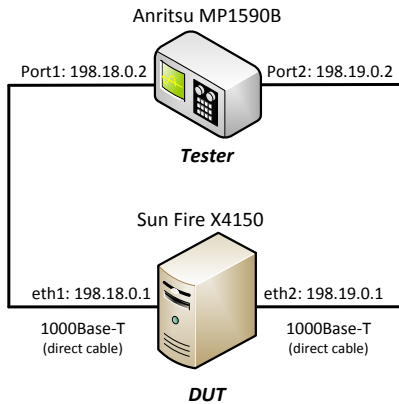 Anritsu MP1590B
Port1: 198.18.0.2
Port2: 198.19.0.2
Tester
Sun Fire X4150
eth1: 198.18.0.1
eth2: 198.19.0.1
1000Base-T
(direct cable)
1000Base-T
(direct cable)
DUT